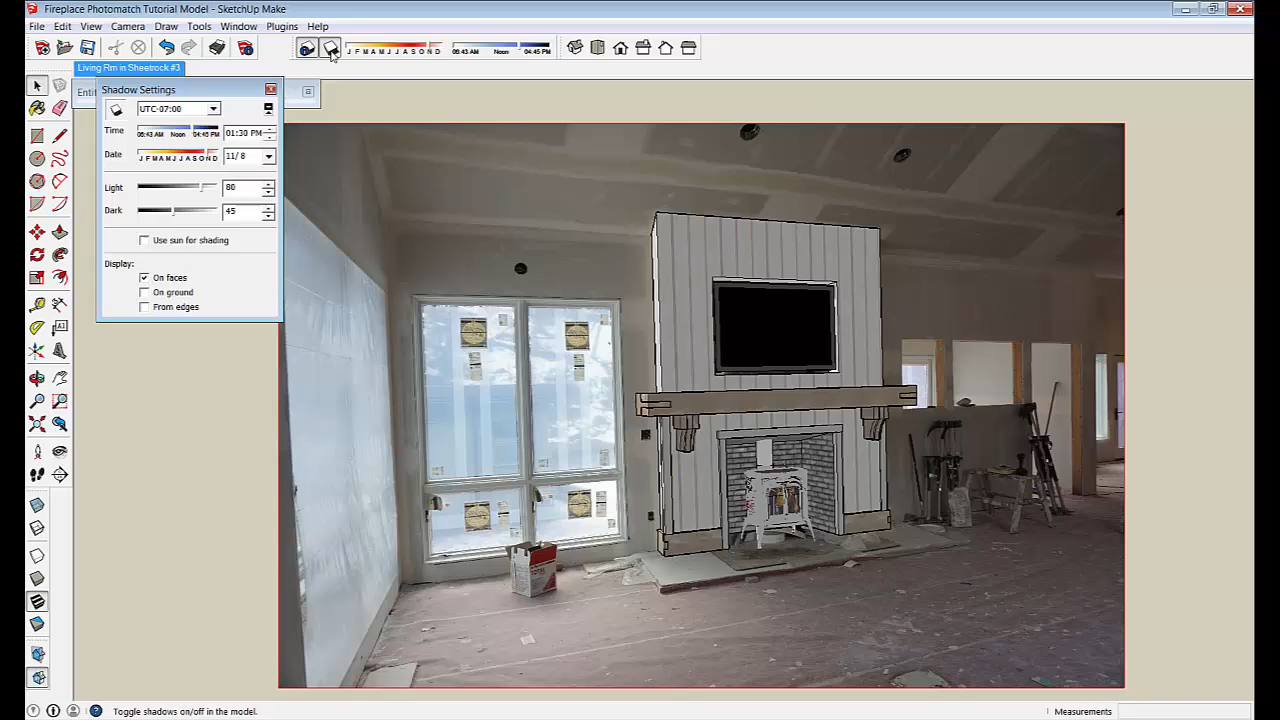 Fireplace Photomatch Tutorial Model - SketchUp Make
File Edit View Camera Draw Tools Window Plugins Help
J F M A M J J A S O N D
06:43 AM Noon 04:45 PM
Living Rm in Sheetrock #3
Shadow Settings
Enti
UTC-07:00
Time
06:43 AM Noon 04:45 PM
01:30 PM
Date
J F M A M J J A S O N D
11/ 8
Light
80
Dark
45
Use sun for shading
Display:
On faces
On ground
From edges
Toggle shadows on/off in the model.
Measurements